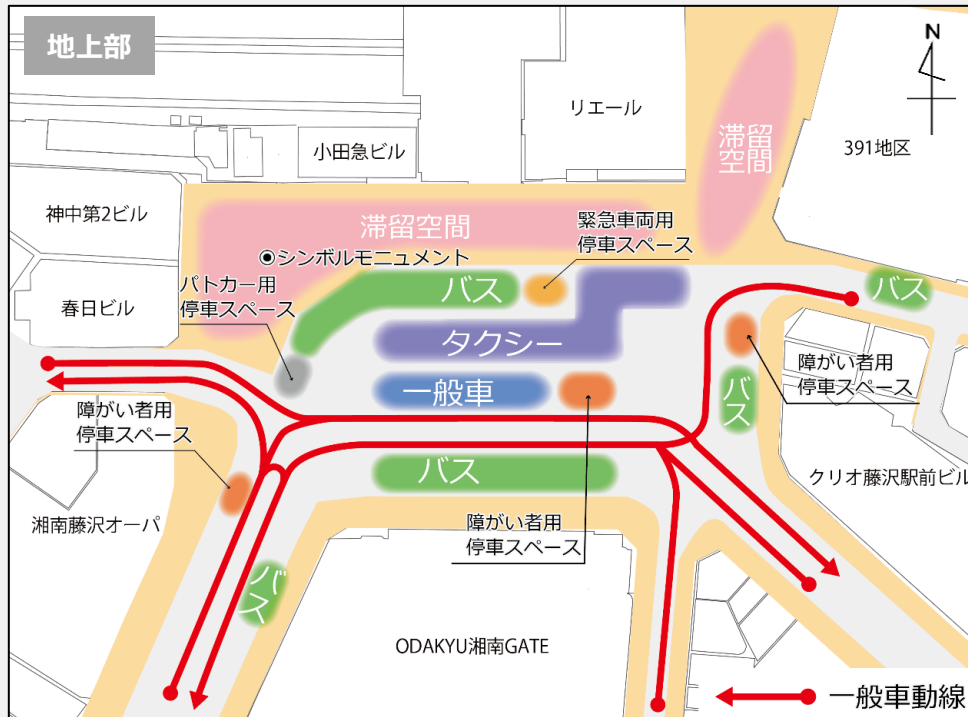 地上部
N
リエール
滞留
空間
391地区
小田急ビル
神中第2ビル
滞留空間
緊急車両用
停車スペース
シンボルモニュメント
パトカー用
停車スペース
バス
バス
春日ビル
タクシー
障がい者用
停車スペース
一般車
バス
障がい者用
停車スペース
バス
クリオ藤沢駅前ビル
湘南藤沢オーパ
障がい者用
停車スペース
バス
ODAKYU湘南GATE
一般車動線